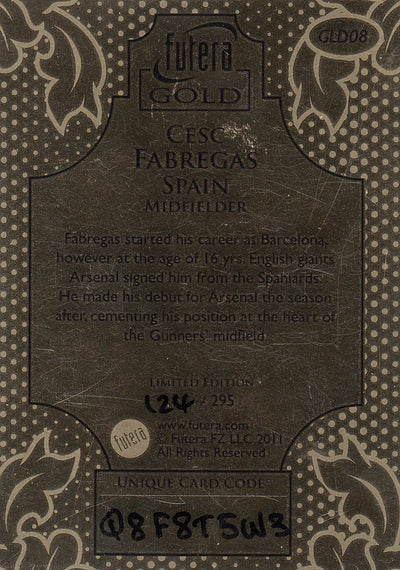 futera
GLD08
GOLD
CESC
FABREGAS
SPAIN
MIDFIELDER
Fabregas started his career at Barcelona,
however at the age of 16 yrs. English giants
Arsenal signed him from the Spaniards.
He made his debut for Arsenal the season
after, cementing his position at the heart of
the Gunners' midfield.
LIMITED EDITION
124 / 295
www.futera.com
© Futera FZ LLC 2011
All Rights Reserved
futera
UNIQUE CARD CODE
Q8F8T5W3